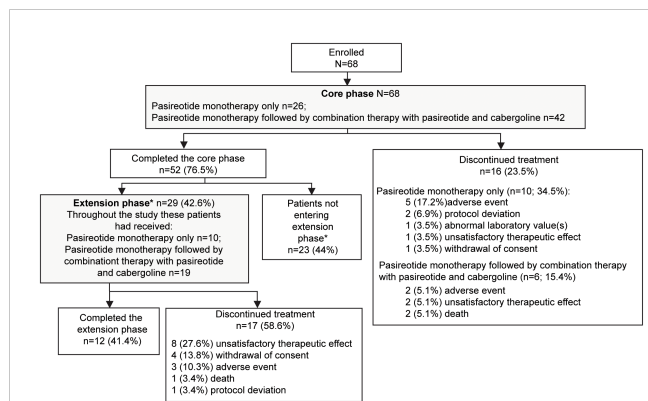 Enrolled
N=68
Core phase N=68
Pasireotide monotherapy only n=26;
Pasireotide monotherapy followed by combination therapy with pasireotide and cabergoline n=42
Completed the core phase
n=52 (76.5%)
Discontinued treatment
n=16 (23.5%)
Pasireotide monotherapy only (n=10; 34.5%):
5 (17.2%)adverse event
2 (6.9%) protocol deviation
1 (3.5%) abnormal laboratory value(s)
1 (3.5%) unsatisfactory therapeutic effect
1 (3.5%) withdrawal of consent
Pasireotide monotherapy followed by combination therapy
with pasireotide and cabergoline (n=6; 15.4%)
2 (5.1%) adverse event
2 (5.1%) unsatisfactory therapeutic effect
2 (5.1%) death
Extension phase* n=29 (42.6%)
Throughout the study these patients
had received:
Pasireotide monotherapy only n=10;
Pasireotide monotherapy followed by
combinationt therapy with pasireotide
and cabergoline n=19
Patients not
entering
extension
phase*
n=23 (44%)
Completed the
extension phase
n=12 (41.4%)
Discontinued treatment
n=17 (58.6%)
8 (27.6%) unsatisfactory therapeutic effect
4 (13.8%) withdrawal of consent
3 (10.3%) adverse event
1 (3.4%) death
1 (3.4%) protocol deviation